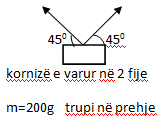 45⁰ 45⁰
kornizë e varur në 2 fije
m=200g trupi në prehje